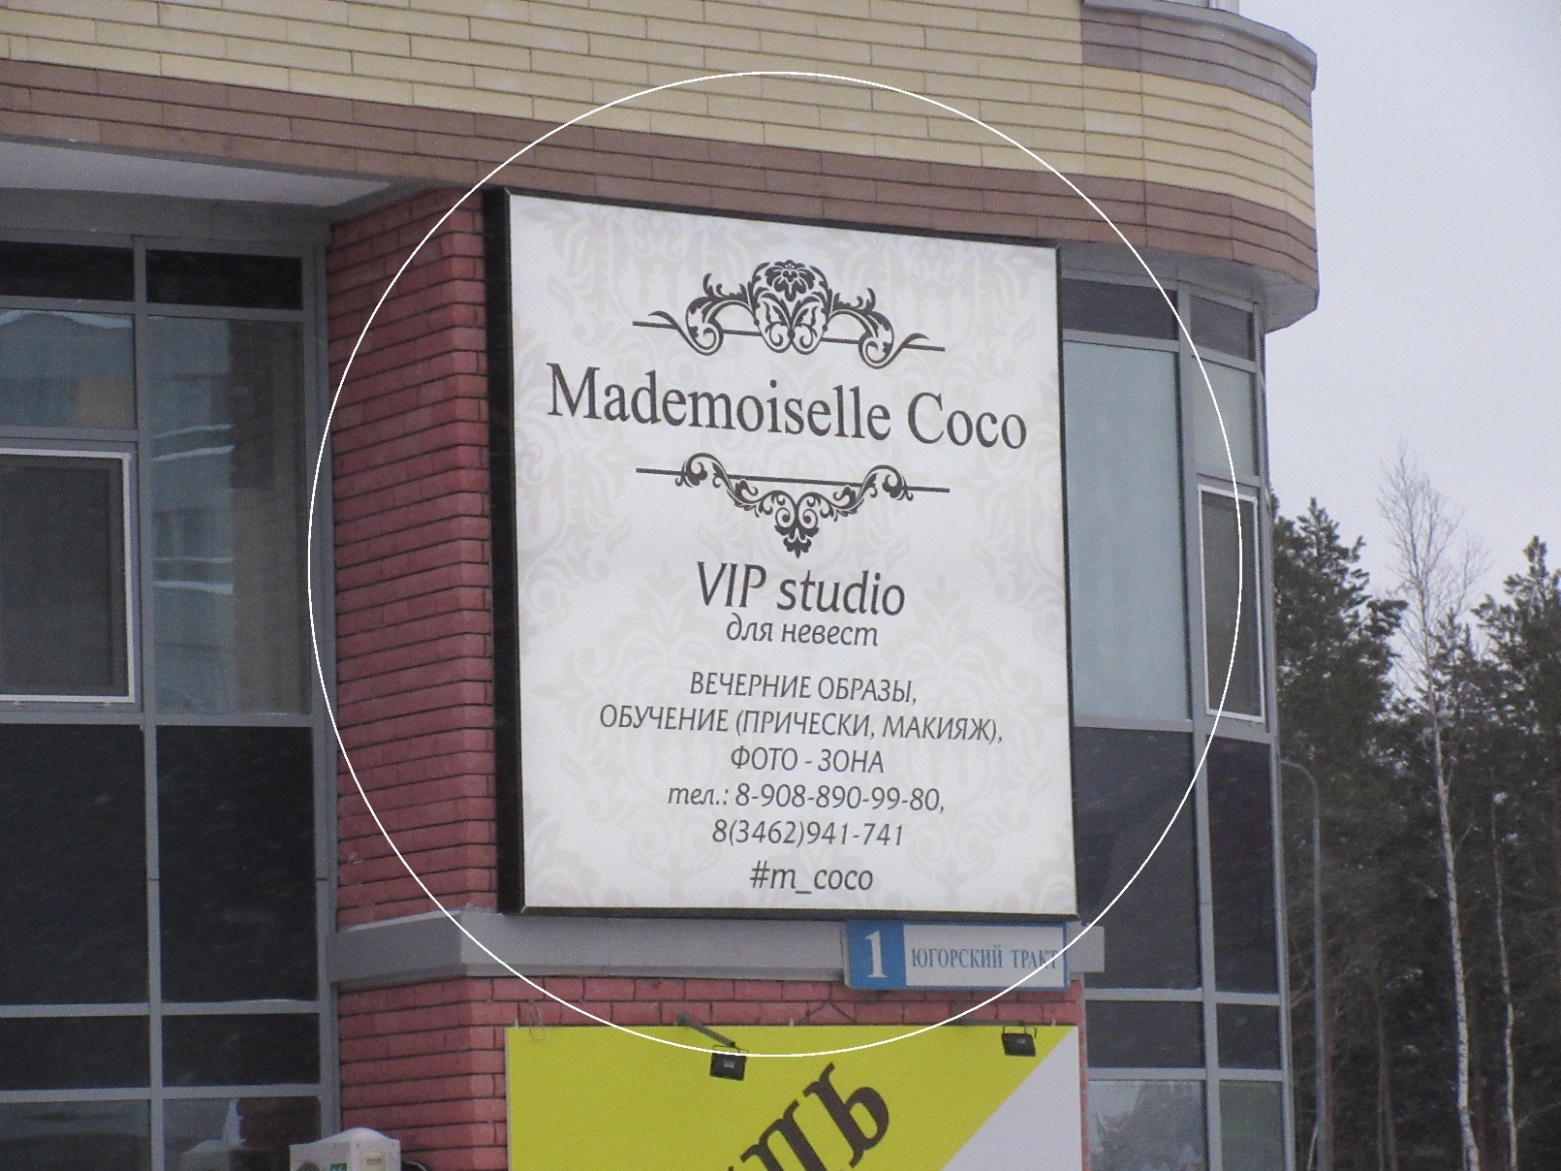 Mademoiselle Coco
VIP studio
для невест
ВЕЧЕРНИЕ ОБРАЗЫ,
ОБУЧЕНИЕ (ПРИЧЕСКИ, МАКИЯЖ),
ФОТО - ЗОНА
тел.: 8-908-890-99-80,
8(3462)941-741
#m_coco
1 ЮГОРСКИЙ ТРАКТ